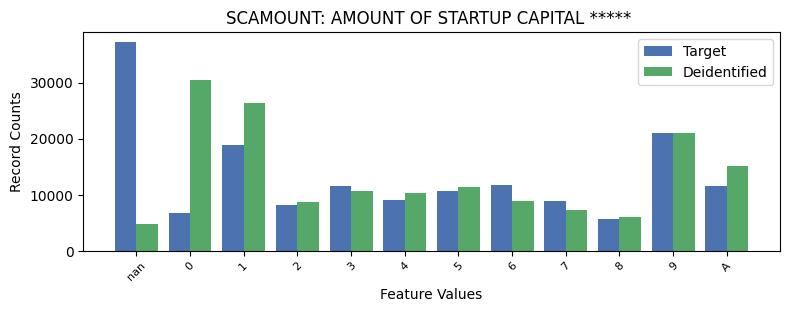 SCAMOUNT: AMOUNT OF STARTUP CAPITAL *****
Target
Deidentified
Record Counts
30000
20000
10000
0
nan 0 1 2 3 4 5 6 7 8 9 A
Feature Values